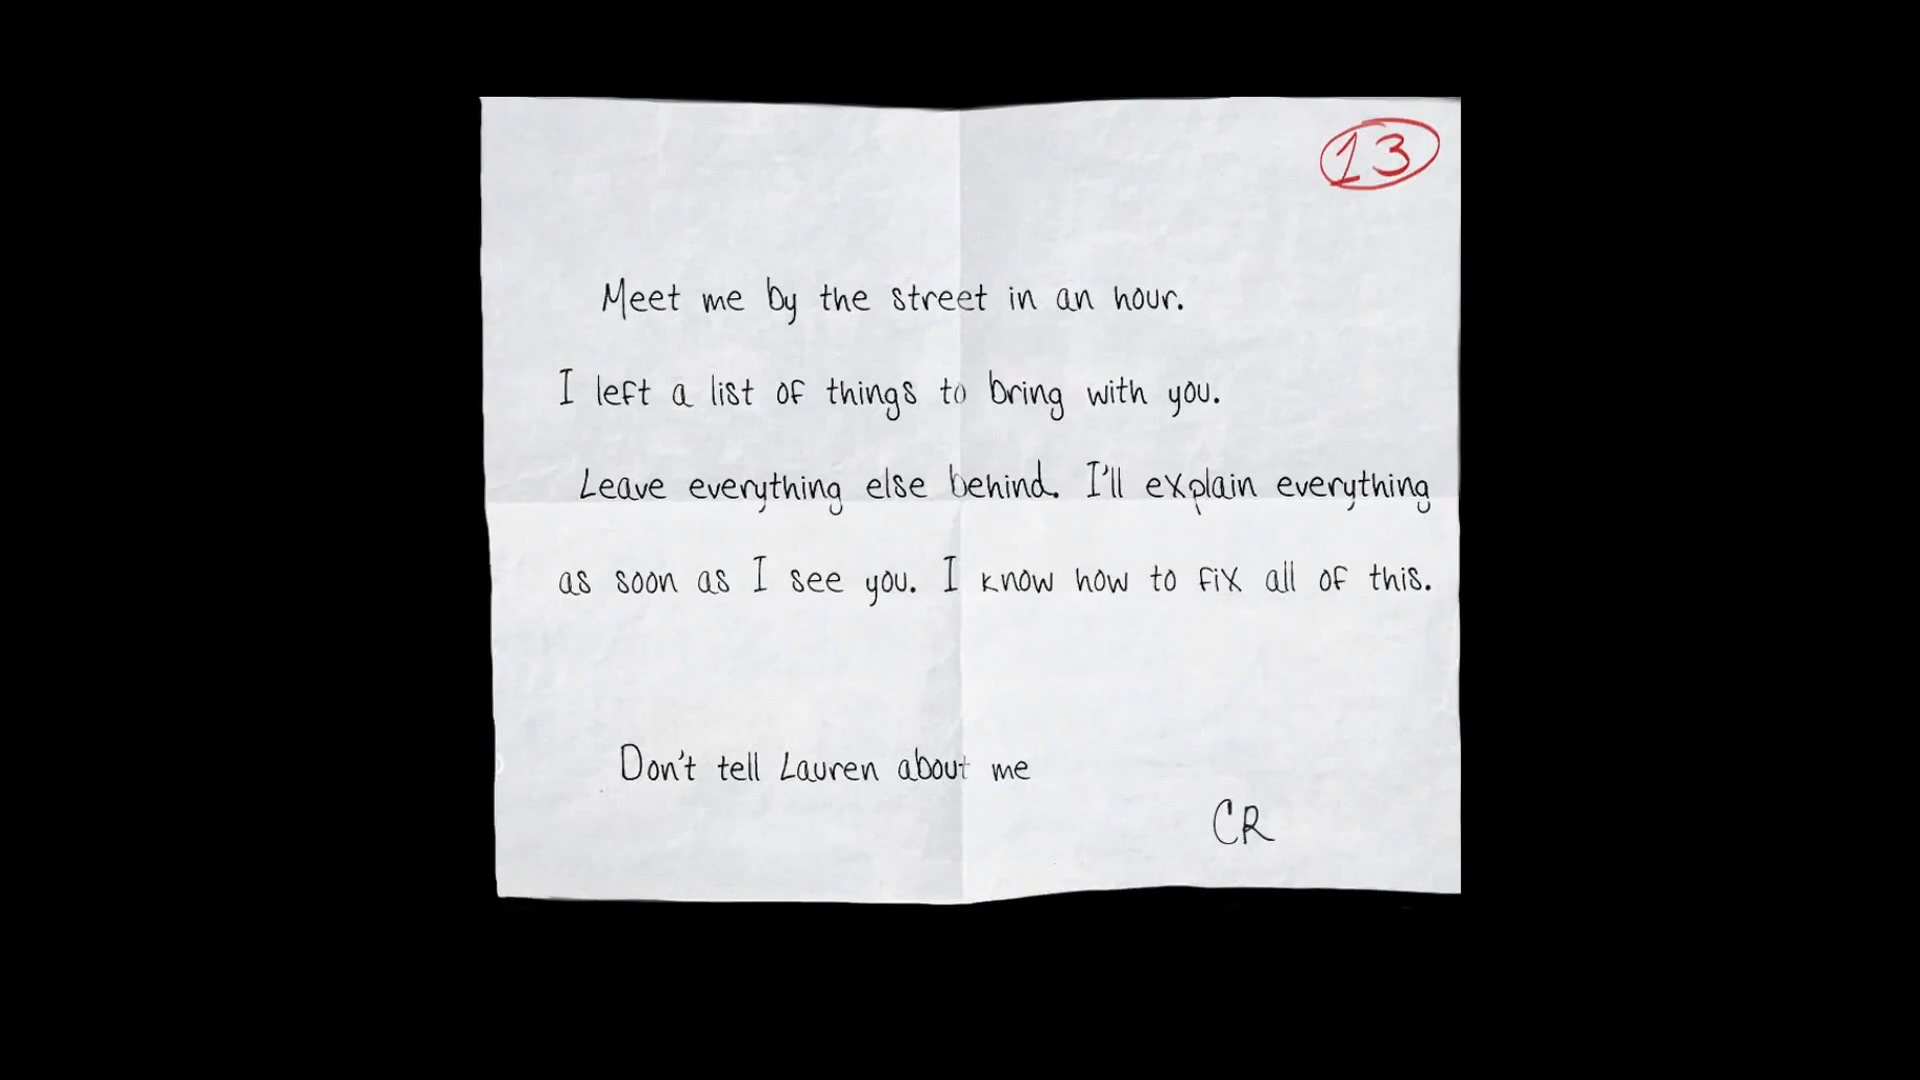 13
Meet me by the street in an hour.
I left a list of things to bring with you.
Leave everything else behind. I'll explain everything
as soon as I see you. I know how to fix all of this.
Don't tell Lauren about me
CR